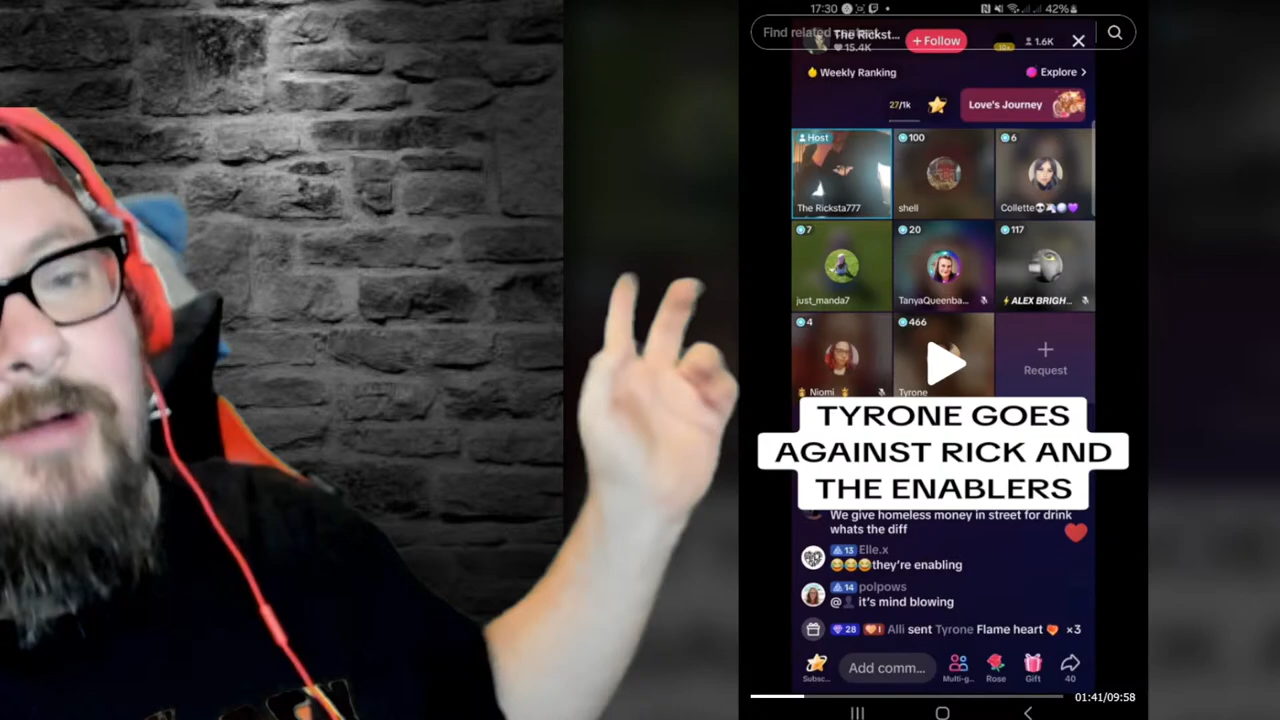 17:30
42%
Find related
The Rickst...
15.4K
+ Follow
1.6K
Weekly Ranking
Explore >
27/1k
Love's Journey
Host
100
6
The Ricksta777
shell
Collette
7
20
117
just_manda7
TanyaQueenba...
ALEX BRIGH...
4
466
Request
Niomi
Tyrone
TYRONE GOES
AGAINST RICK AND
THE ENABLERS
We give homeless money in street for drink
whats the diff
13 Elle.x
😂😂😂they're enabling
14 polpows
@👤 it's mind blowing
28 1 Alli sent Tyrone Flame heart ×3
Subsc...
Add comm...
Multi-g...
Rose
Gift
40
01:41/09:58